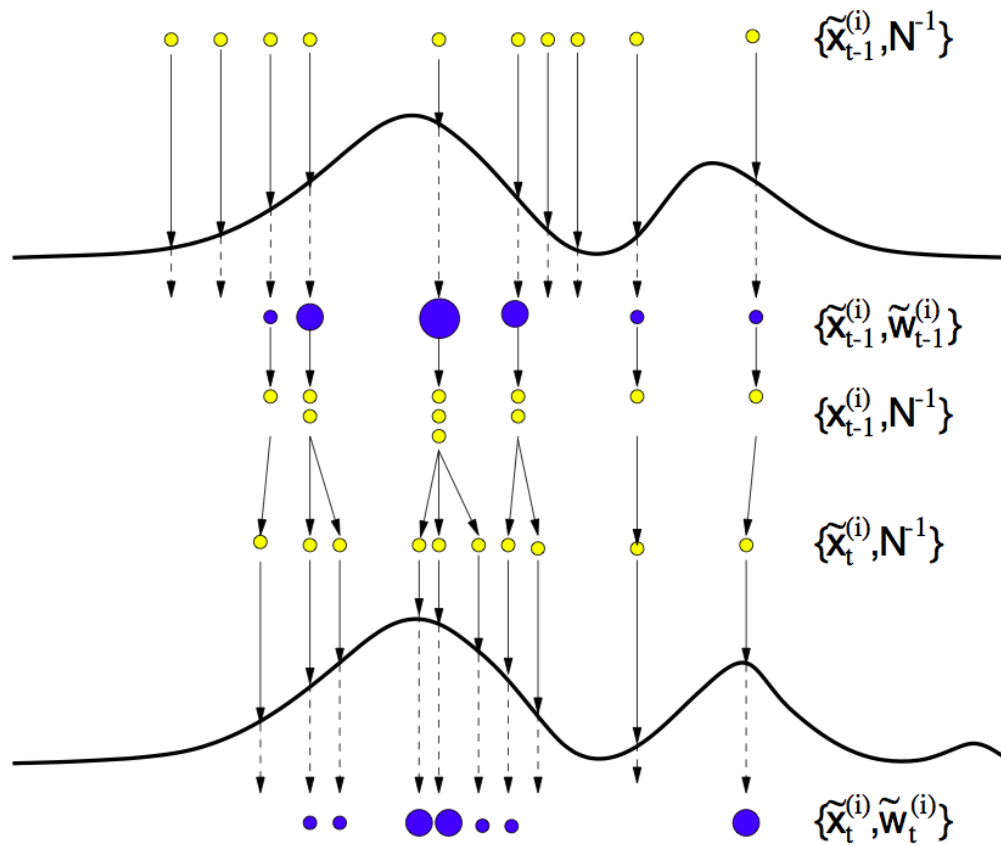 {x̃_{t-1}^{(i)},N^{-1}}
{x̃_{t-1}^{(i)},w̃_{t-1}^{(i)}}
{x_{t-1}^{(i)},N^{-1}}
{x̃_t^{(i)},N^{-1}}
{x̃_t^{(i)},w̃_t^{(i)}}